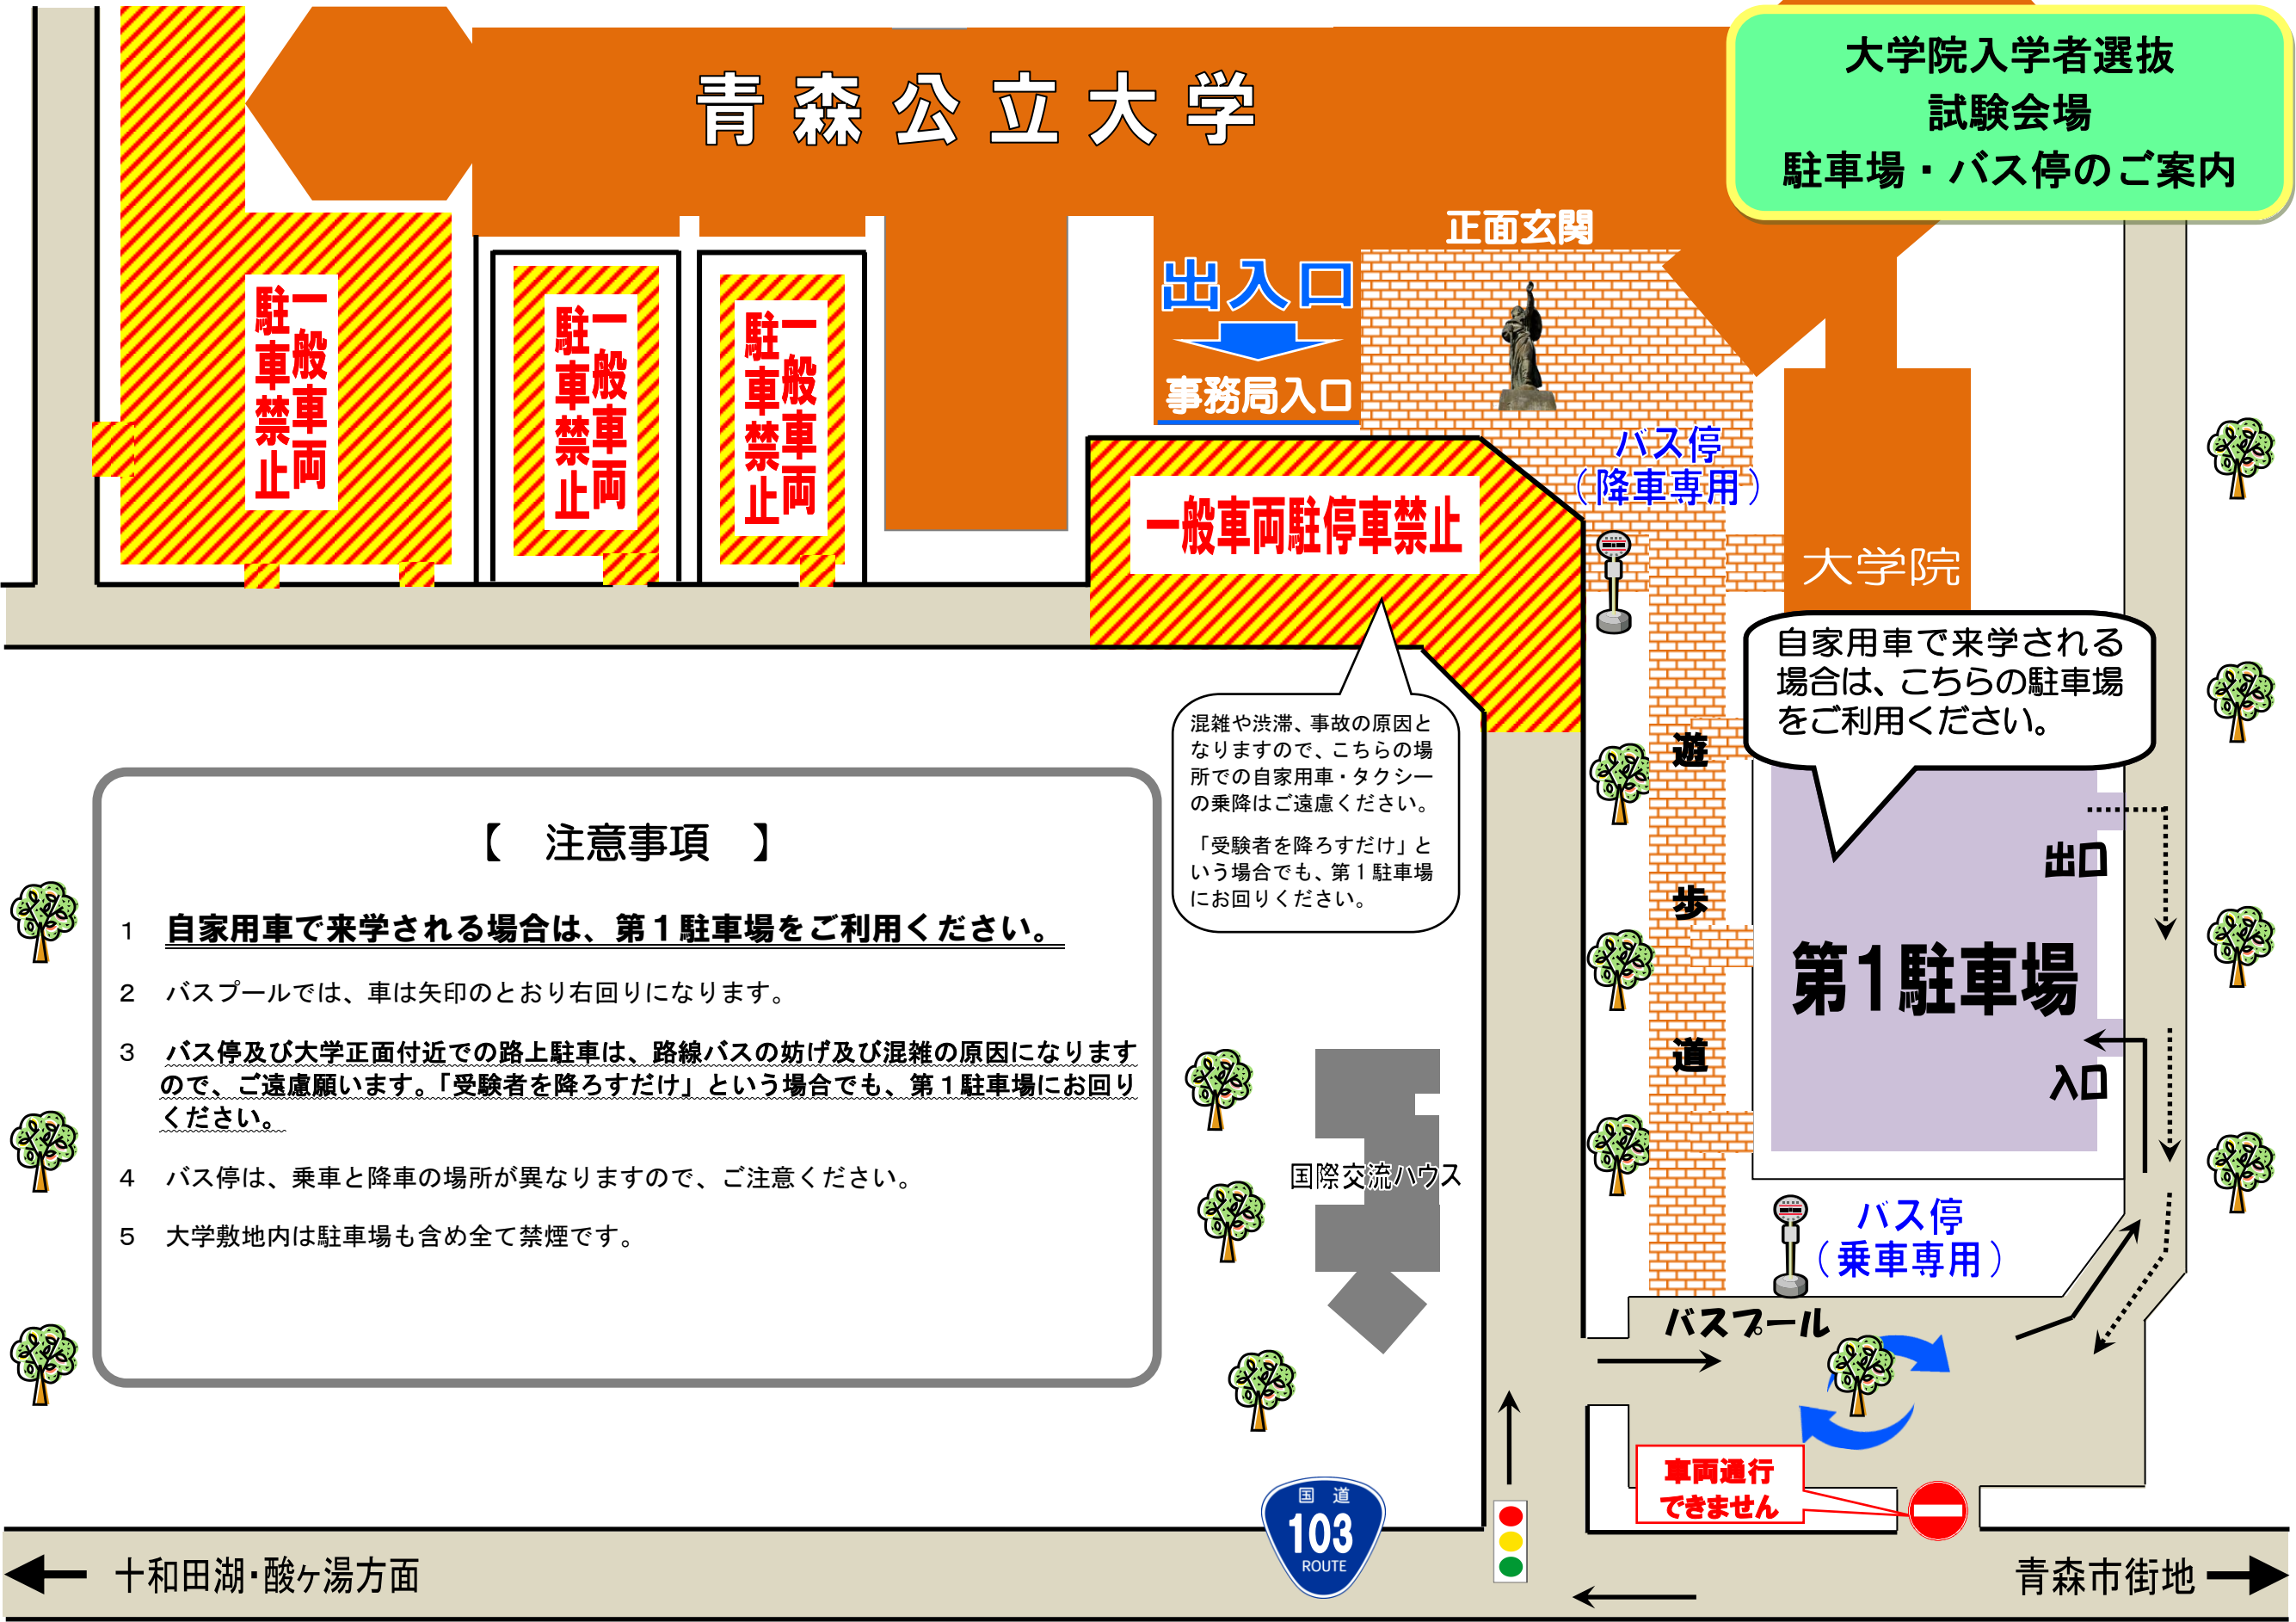 大学院入学者選抜
試験会場
駐車場・バス停のご案内
青森公立大学
正面玄関
出入口
事務局入口
一般車両
駐車禁止
一般車両
駐車禁止
一般車両
駐車禁止
バス停
（降車専用）
一般車両駐停車禁止
大学院
自家用車で来学される
場合は、こちらの駐車場
をご利用ください。
混雑や渋滞、事故の原因と
なりますので、こちらの場
所での自家用車・タクシー
の乗降はご遠慮ください。
「受験者を降ろすだけ」と
いう場合でも、第１駐車場
にお回りください。
遊歩道
出口
第1駐車場
入口
【　注意事項　】
1　自家用車で来学される場合は、第１駐車場をご利用ください。
2　バスプールでは、車は矢印のとおり右回りになります。
3　バス停及び大学正面付近での路上駐車は、路線バスの妨げ及び混雑の原因になります
ので、ご遠慮願います。「受験者を降ろすだけ」という場合でも、第１駐車場にお回り
ください。
4　バス停は、乗車と降車の場所が異なりますので、ご注意ください。
5　大学敷地内は駐車場も含め全て禁煙です。
国際交流ハウス
バス停
（乗車専用）
バスプール
車両通行
できません
国道
103
ROUTE
十和田湖・酸ヶ湯方面
青森市街地